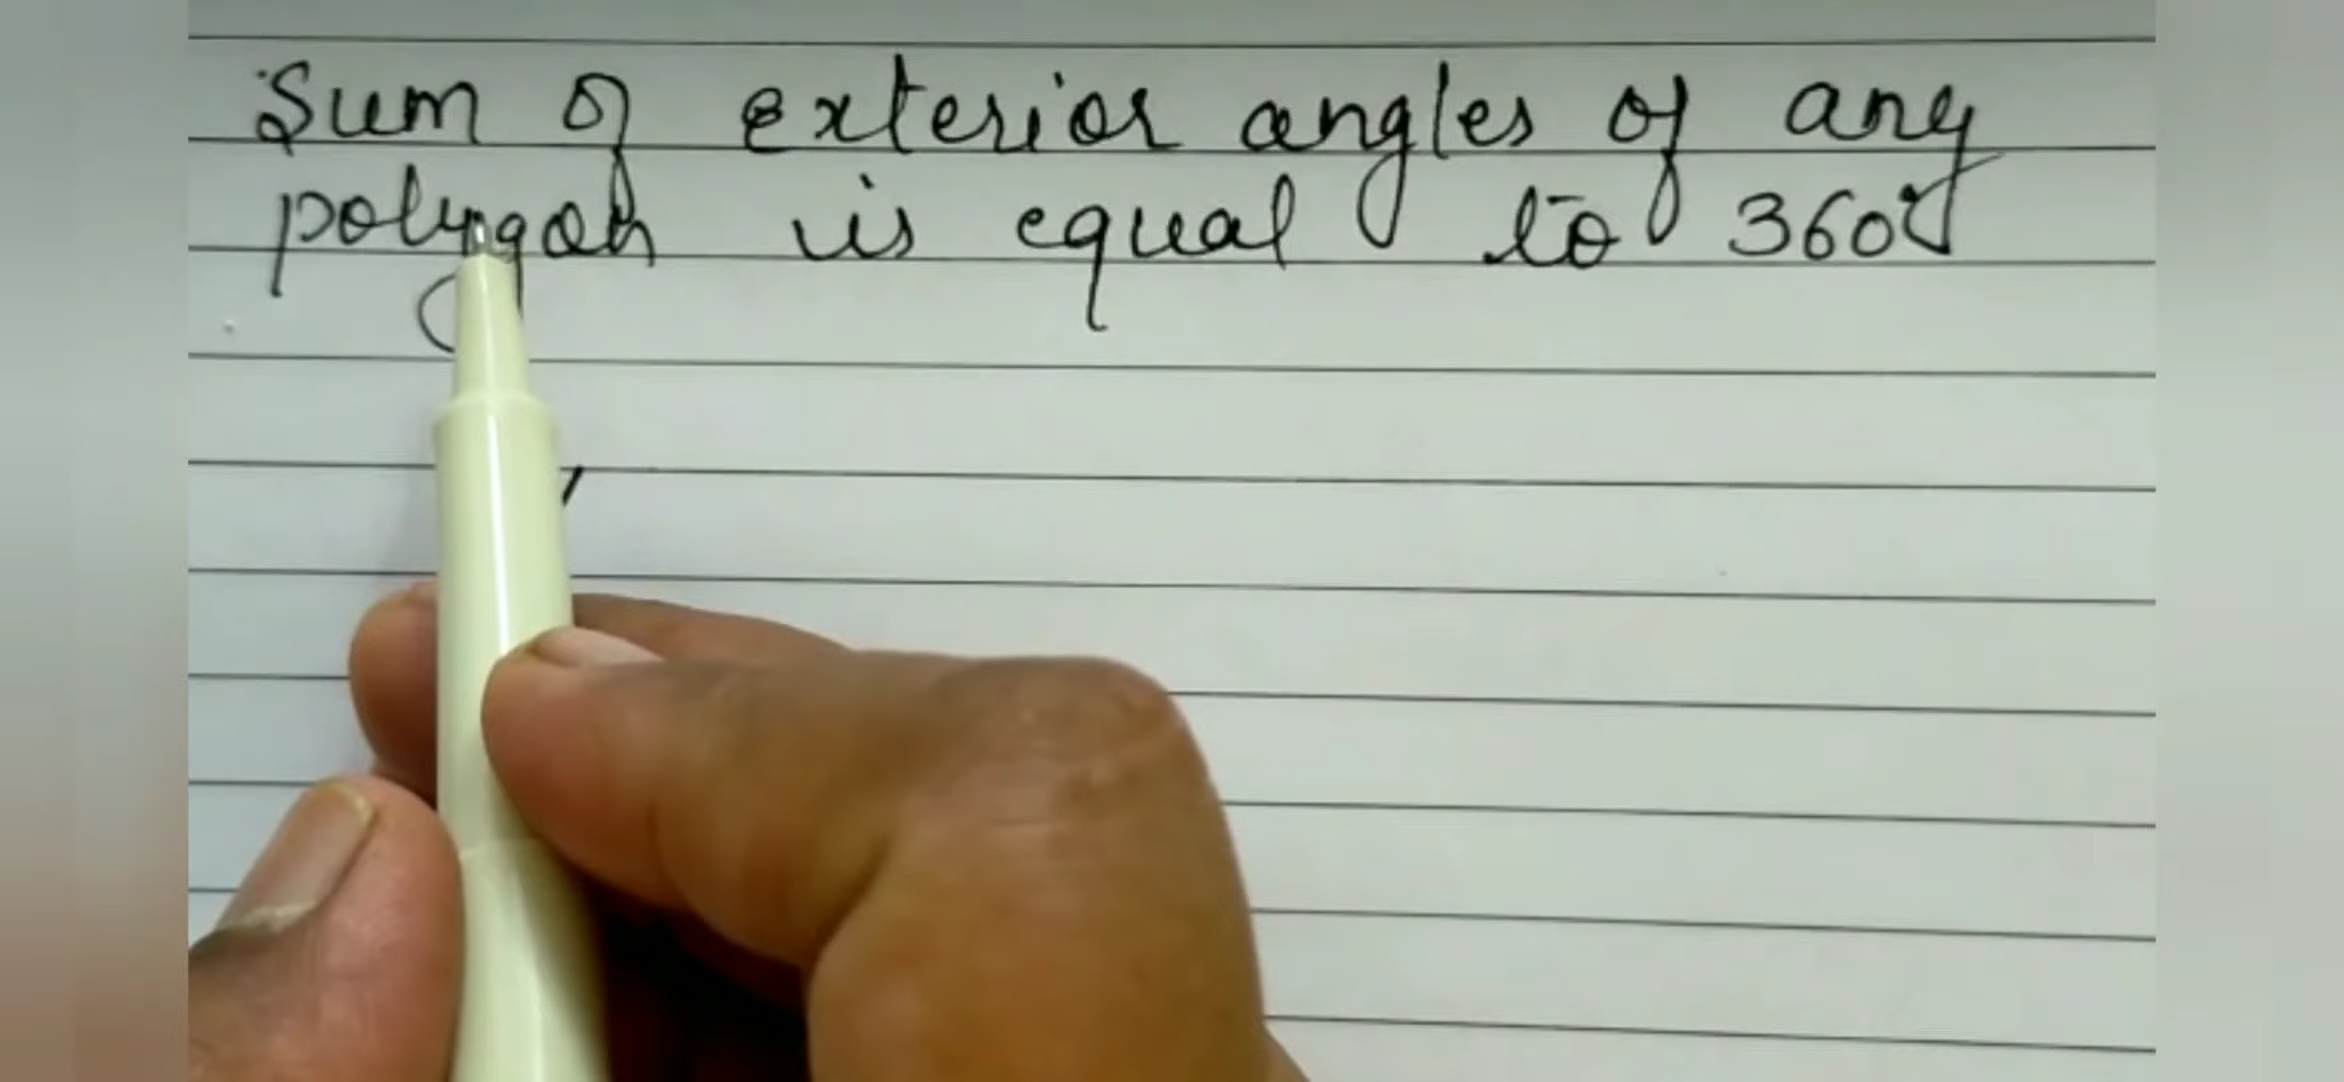 Sum of exterior angles of any
polygon is equal to 360°